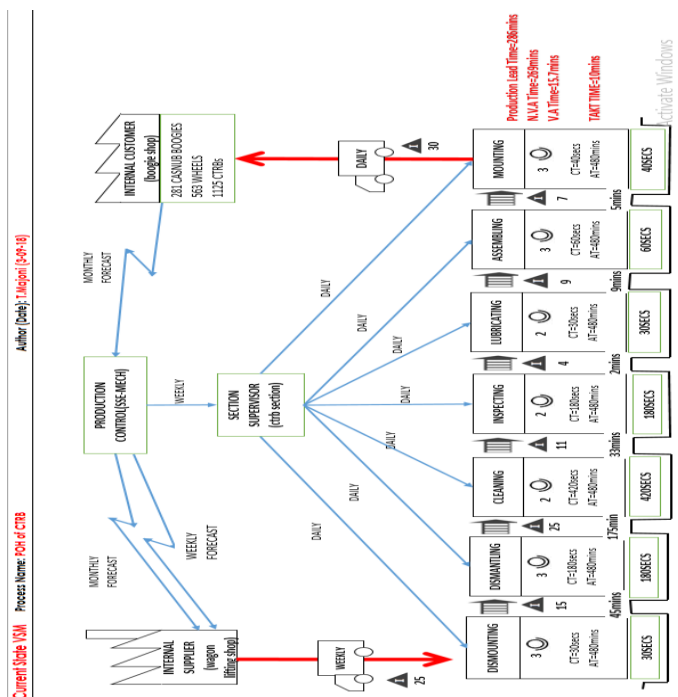 Current State VSM Process Name: POH of CTRB Author (Date): T.Majoni (3-09-18)
INTERNAL
SUPPLIER
(wagon
lifting shop)
MONTHLY
FORECAST
WEEKLY
FORECAST
PRODUCTION
CONTROL(SSE-MECH)
MONTHLY
FORECAST
INTERNAL CUSTOMER
(boogie shop)
281 CASNUB BOOGIES
563 WHEELS
1125 CTRBs
WEEKLY
SECTION
SUPERVISOR
(ctrb section)
WEEKLY
I
25
DAILY
DAILY
DAILY
DAILY
DAILY
DAILY
DAILY
I
30
DISMOUNTING
3
CT=30secs
AT=480mins
I
15
DISMANTLING
3
CT=180secs
AT=480mins
I
25
CLEANING
2
CT=420secs
AT=480mins
I
11
INSPECTING
2
CT=180secs
AT=480mins
I
4
LUBRICATING
2
CT=30secs
AT=480mins
I
9
ASSEMBLING
3
CT=60secs
AT=480mins
I
7
MOUNTING
3
CT=40secs
AT=480mins
Production Lead Time=286mins
N.V.A Time=269mins
V.A Time=15.7mins
TAKT TIME=10mins
45mins
175min
33mins
2mins
9mins
5mins
30SECS
180SECS
420SECS
180SECS
30SECS
60SECS
40SECS
Activate Windows